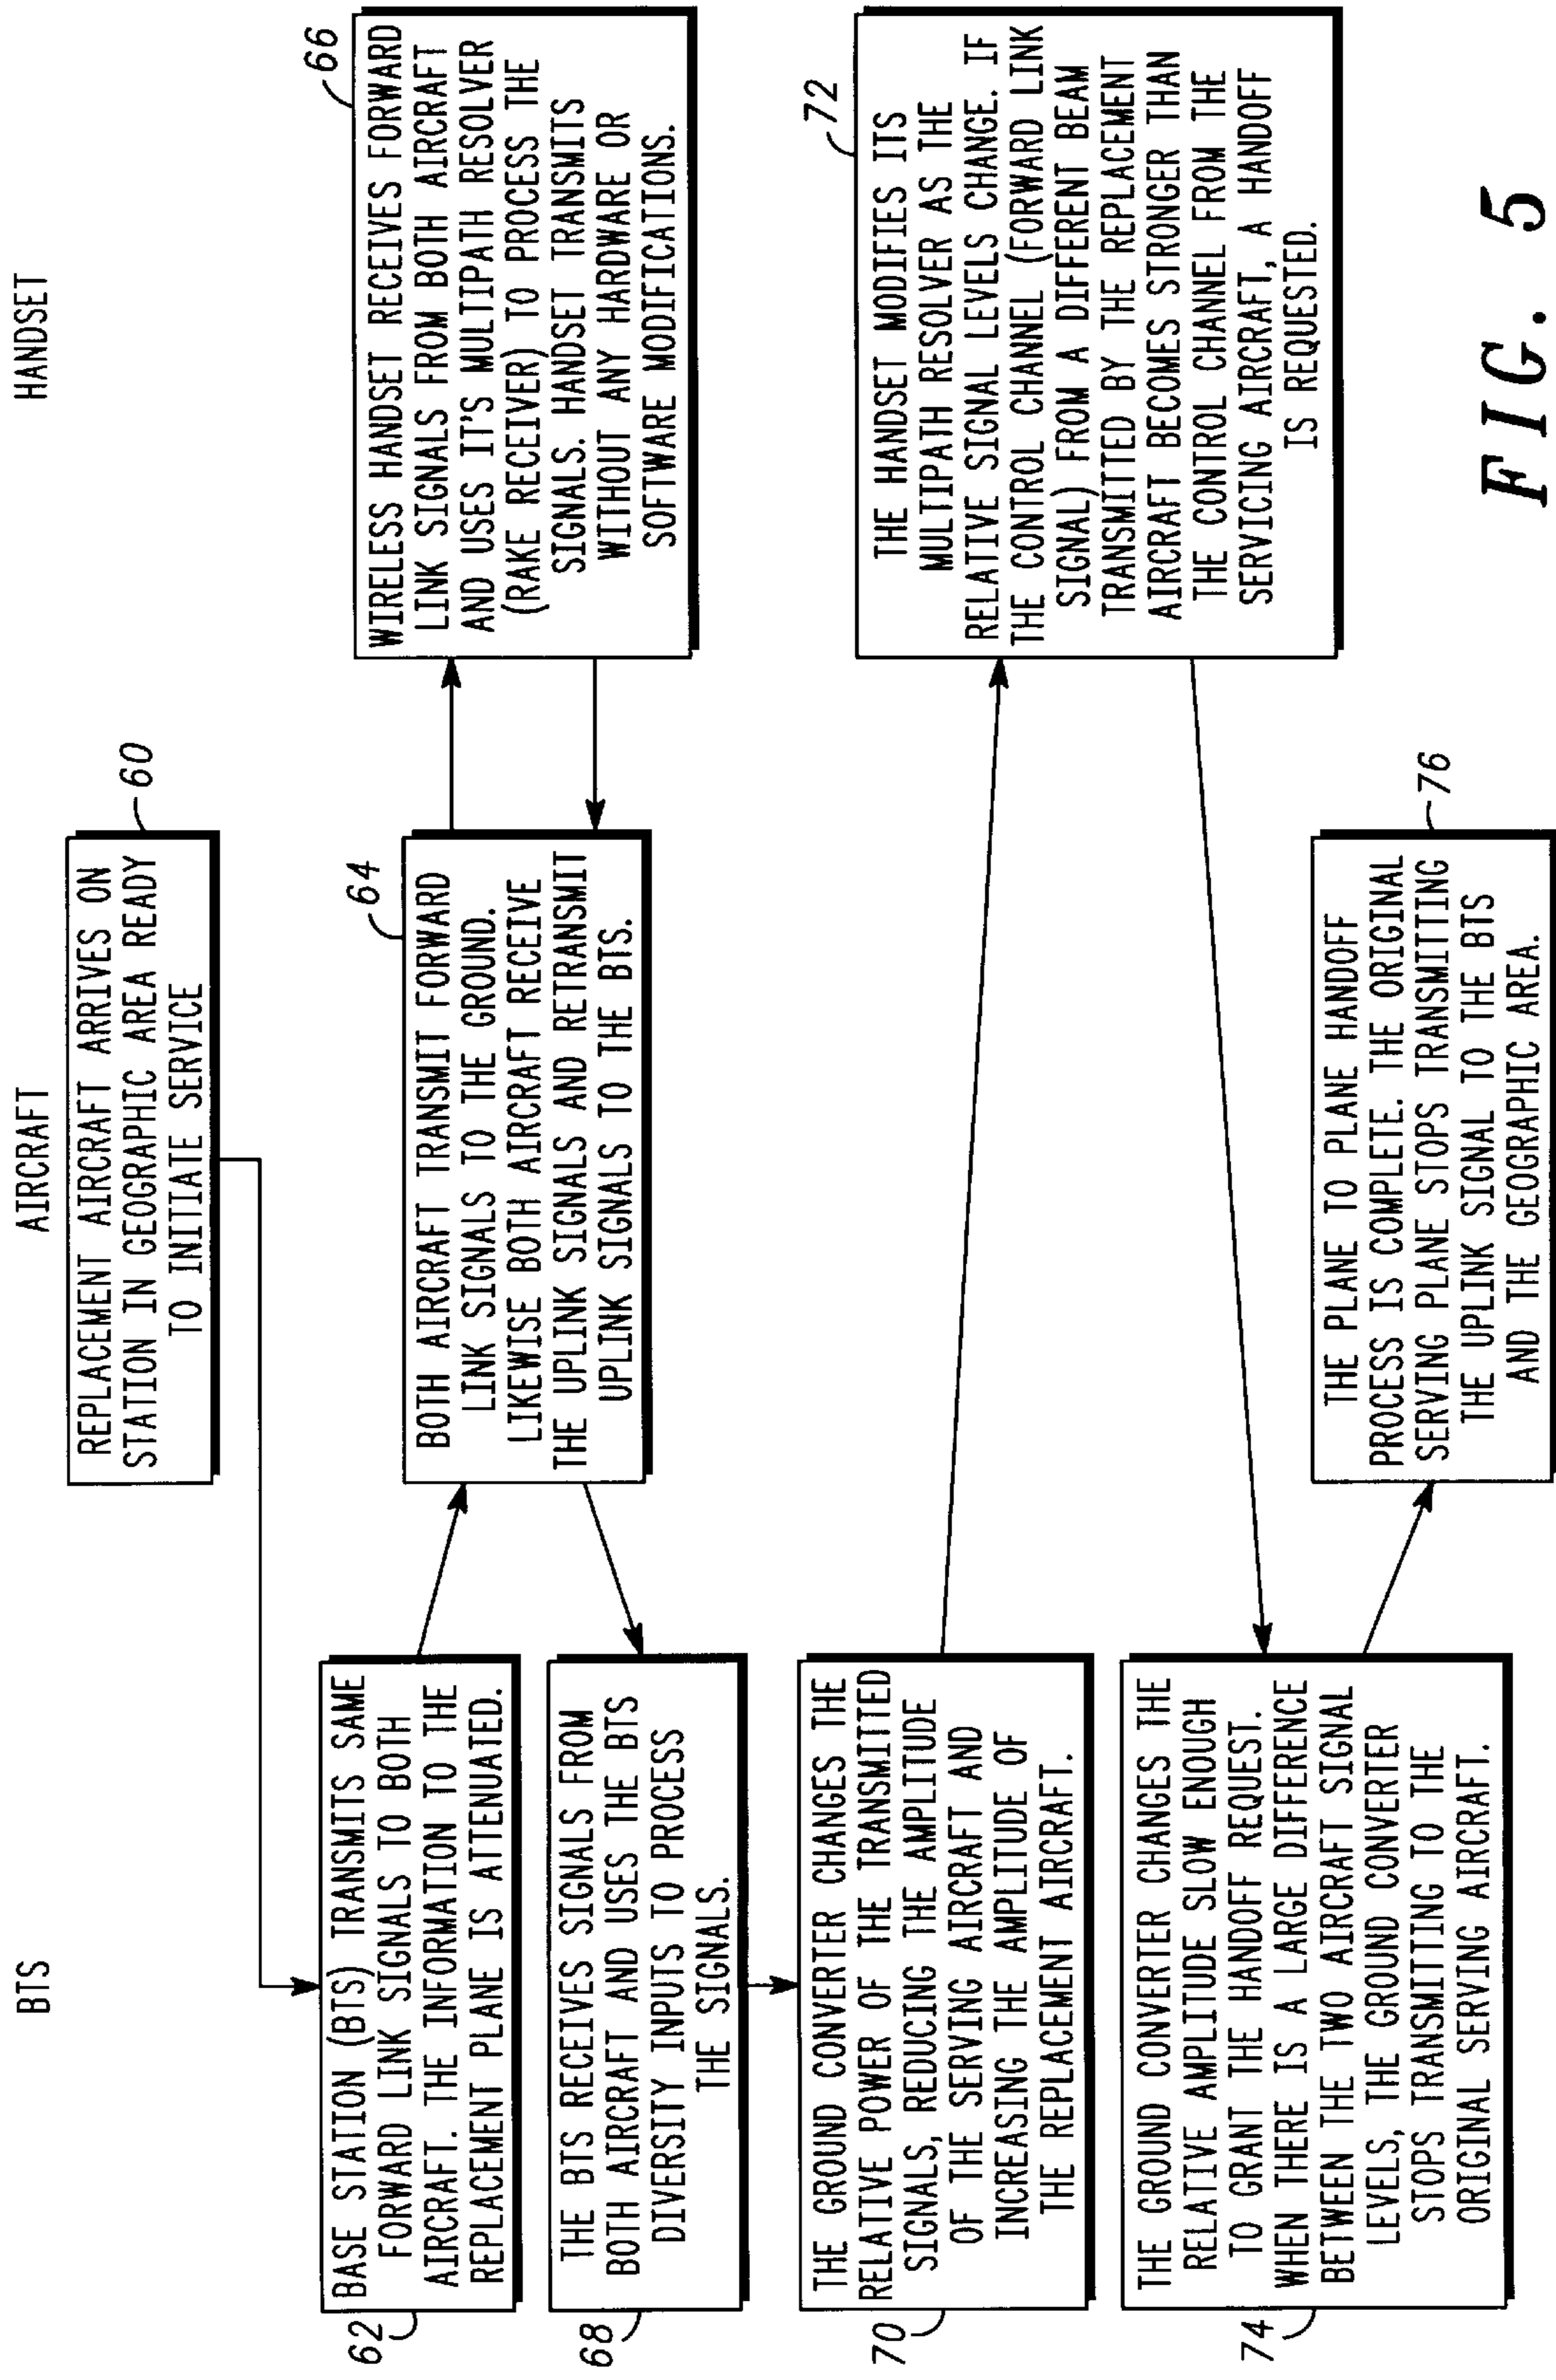 BTS
AIRCRAFT
HANDSET
REPLACEMENT AIRCRAFT ARRIVES ON
STATION IN GEOGRAPHIC AREA READY
TO INITIATE SERVICE
60
BASE STATION (BTS) TRANSMITS SAME
FORWARD LINK SIGNALS TO BOTH
AIRCRAFT. THE INFORMATION TO THE
REPLACEMENT PLANE IS ATTENUATED.
62
BOTH AIRCRAFT TRANSMIT FORWARD
LINK SIGNALS TO THE GROUND.
LIKEWISE BOTH AIRCRAFT RECEIVE
THE UPLINK SIGNALS AND RETRANSMIT
UPLINK SIGNALS TO THE BTS.
64
WIRELESS HANDSET RECEIVES FORWARD
LINK SIGNALS FROM BOTH AIRCRAFT
AND USES IT'S MULTIPATH RESOLVER
(RAKE RECEIVER) TO PROCESS THE
SIGNALS. HANDSET TRANSMITS
WITHOUT ANY HARDWARE OR
SOFTWARE MODIFICATIONS.
66
THE BTS RECEIVES SIGNALS FROM
BOTH AIRCRAFT AND USES THE BTS
DIVERSITY INPUTS TO PROCESS
THE SIGNALS.
68
THE GROUND CONVERTER CHANGES THE
RELATIVE POWER OF THE TRANSMITTED
SIGNALS, REDUCING THE AMPLITUDE
OF THE SERVING AIRCRAFT AND
INCREASING THE AMPLITUDE OF
THE REPLACEMENT AIRCRAFT.
70
THE HANDSET MODIFIES ITS
MULTIPATH RESOLVER AS THE
RELATIVE SIGNAL LEVELS CHANGE. IF
THE CONTROL CHANNEL (FORWARD LINK
SIGNAL) FROM A DIFFERENT BEAM
TRANSMITTED BY THE REPLACEMENT
AIRCRAFT BECOMES STRONGER THAN
THE CONTROL CHANNEL FROM THE
SERVICING AIRCRAFT, A HANDOFF
IS REQUESTED.
72
THE GROUND CONVERTER CHANGES THE
RELATIVE AMPLITUDE SLOW ENOUGH
TO GRANT THE HANDOFF REQUEST.
WHEN THERE IS A LARGE DIFFERENCE
BETWEEN THE TWO AIRCRAFT SIGNAL
LEVELS, THE GROUND CONVERTER
STOPS TRANSMITTING TO THE
ORIGINAL SERVING AIRCRAFT.
74
THE PLANE TO PLANE HANDOFF
PROCESS IS COMPLETE. THE ORIGINAL
SERVING PLANE STOPS TRANSMITTING
THE UPLINK SIGNAL TO THE BTS
AND THE GEOGRAPHIC AREA.
76
FIG. 5